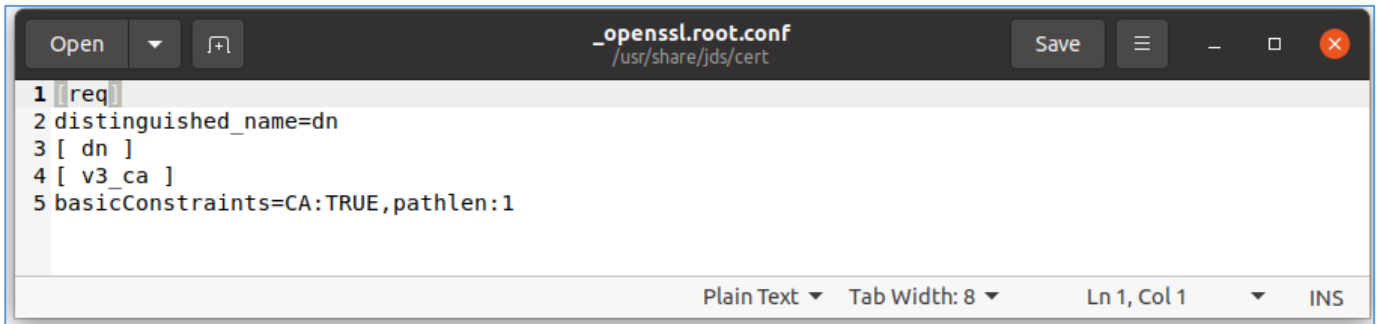 Open
_openssl.root.conf
/usr/share/jds/cert
Save
1 [req]
2 distinguished_name=dn
3 [ dn ]
4 [ v3_ca ]
5 basicConstraints=CA:TRUE,pathlen:1
Plain Text Tab Width: 8 Ln 1, Col 1 INS